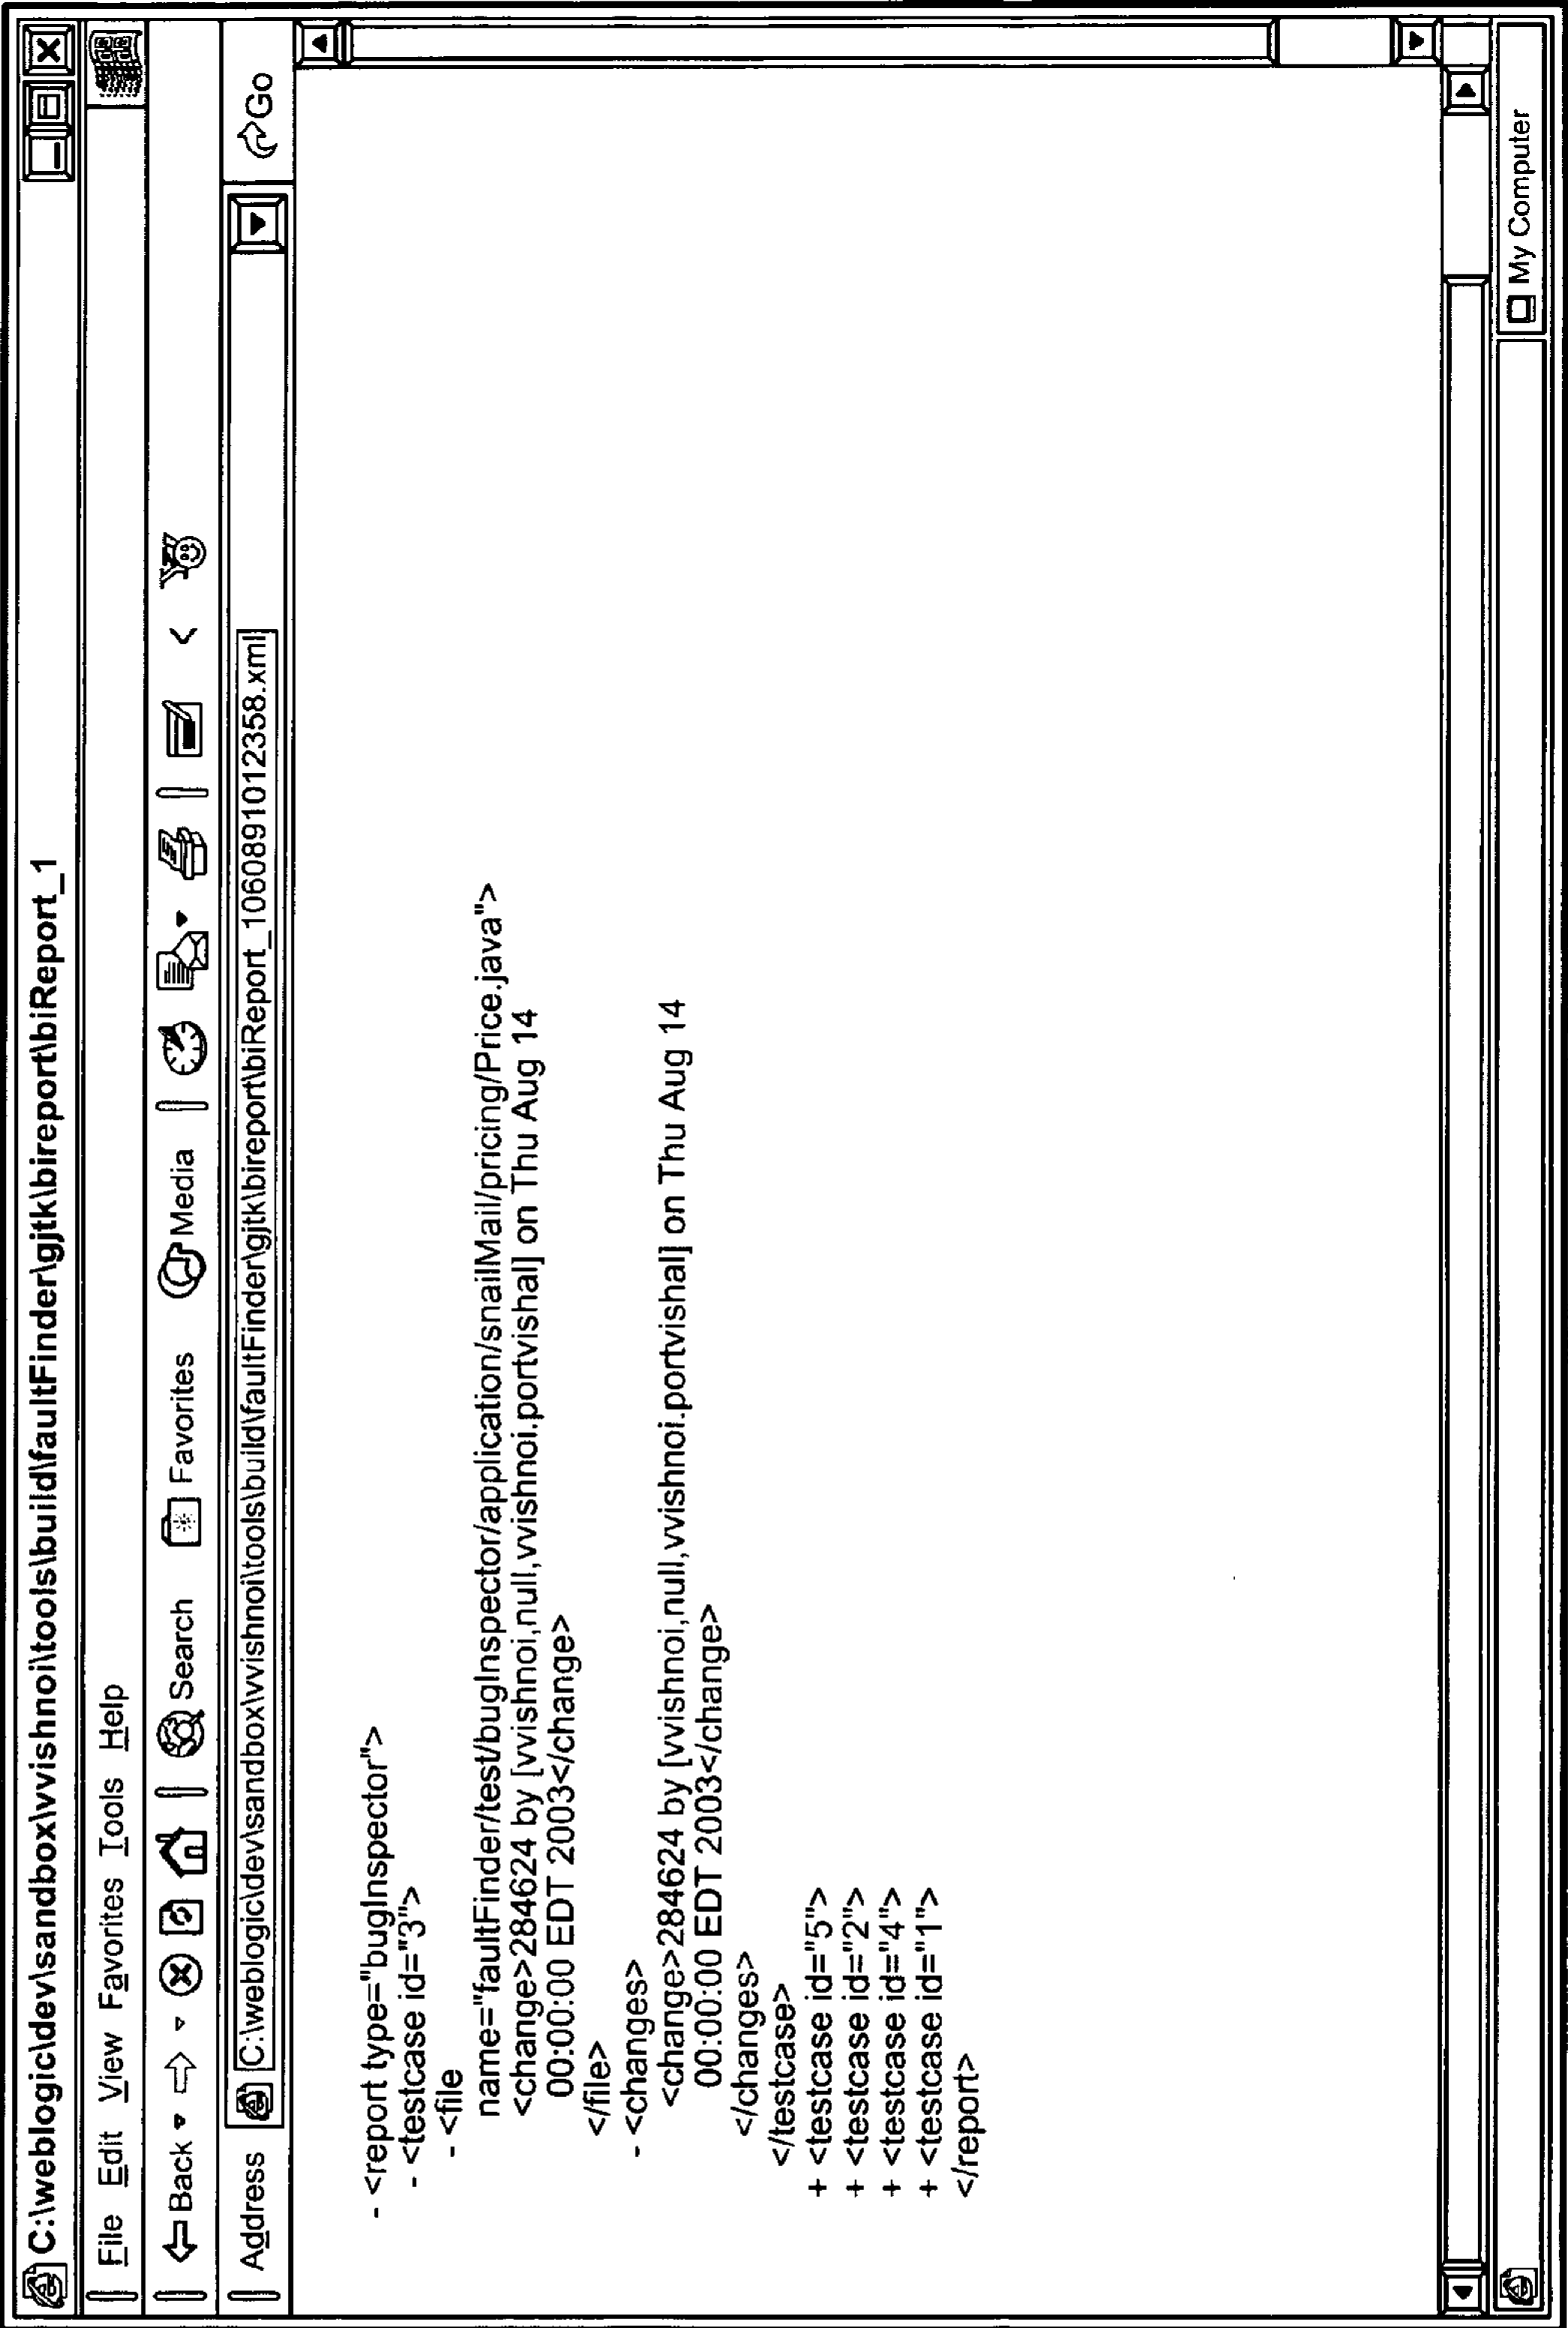 C:\weblogic\dev\sandbox\vvishnoi\tools\build\faultFinder\gjtk\bireport\biReport_1
File Edit View Favorites Tools Help
Back Search Favorites Media
Address C:\weblogic\dev\sandbox\vvishnoi\tools\build\faultFinder\gjtk\bireport\biReport_1060891012358.xml Go
- <report type="bugInspector">
- <testcase id="3">
- <file
name="faultFinder/test/bugInspector/application/snailMail/pricing/Price.java">
<change>284624 by [vvishnoi,null,vvishnoi.portvishal] on Thu Aug 14
00:00:00 EDT 2003</change>
</file>
- <changes>
<change>284624 by [vvishnoi,null,vvishnoi.portvishal] on Thu Aug 14
00:00:00 EDT 2003</change>
</changes>
</testcase>
+ <testcase id="5">
+ <testcase id="2">
+ <testcase id="4">
+ <testcase id="1">
</report>
My Computer